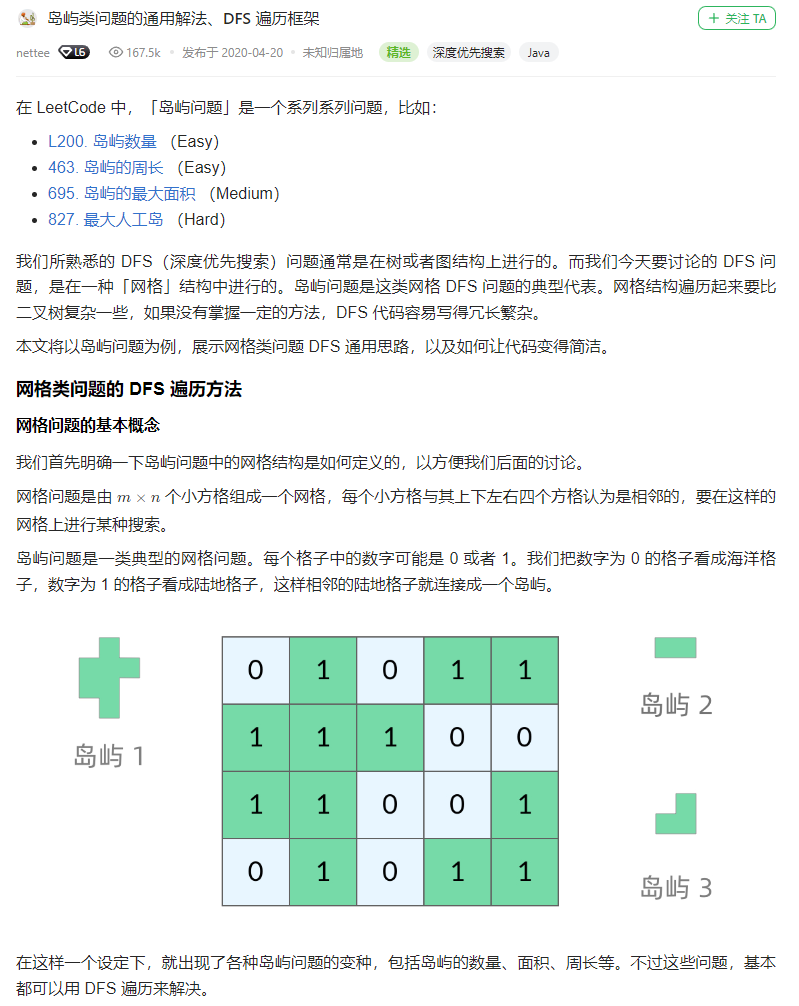 岛屿类问题的通用解法、DFS 遍历框架
+ 关注 TA
nettee L6 167.5k 发布于 2020-04-20 未知归属地 精选 深度优先搜索 Java
在 LeetCode 中，「岛屿问题」是一个系列系列问题，比如：
L200. 岛屿数量 （Easy）
463. 岛屿的周长 （Easy）
695. 岛屿的最大面积 （Medium）
827. 最大人工岛 （Hard）
我们所熟悉的 DFS（深度优先搜索）问题通常是在树或者图结构上进行的。而我们今天要讨论的 DFS 问
题，是在一种「网格」结构中进行的。岛屿问题是这类网格 DFS 问题的典型代表。网格结构遍历起来要比
二叉树复杂一些，如果没有掌握一定的方法，DFS 代码容易写得冗长繁杂。
本文将以岛屿问题为例，展示网格类问题 DFS 通用思路，以及如何让代码变得简洁。
网格类问题的 DFS 遍历方法
网格问题的基本概念
我们首先明确一下岛屿问题中的网格结构是如何定义的，以方便我们后面的讨论。
网格问题是由 m × n 个小方格组成一个网格，每个小方格与其上下左右四个方格认为是相邻的，要在这样的
网格上进行某种搜索。
岛屿问题是一类典型的网格问题。每个格子中的数字可能是 0 或者 1。我们把数字为 0 的格子看成海洋格
子，数字为 1 的格子看成陆地格子，这样相邻的陆地格子就连接成一个岛屿。
0 1 0 1 1
1 1 1 0 0
1 1 0 0 1
0 1 0 1 1
岛屿 1
岛屿 2
岛屿 3
在这样一个设定下，就出现了各种岛屿问题的变种，包括岛屿的数量、面积、周长等。不过这些问题，基本
都可以用 DFS 遍历来解决。